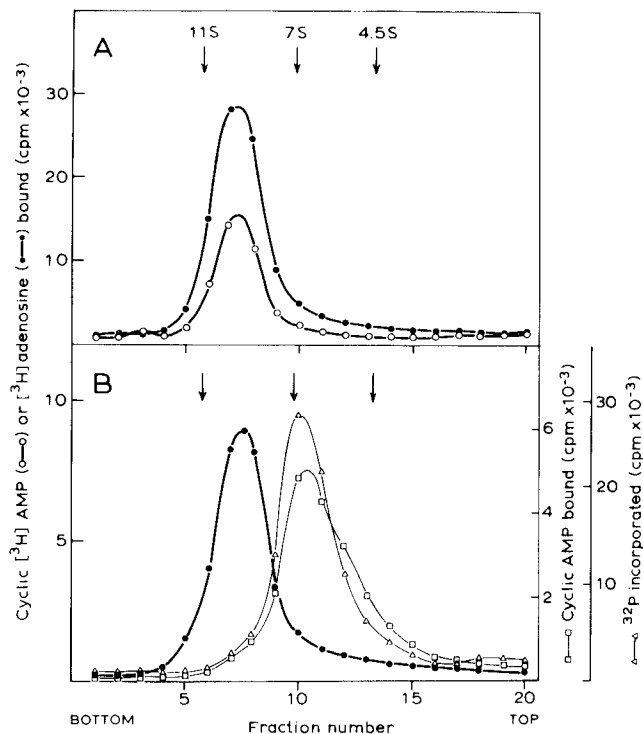 11S 7S 4.5S
A
30
20
10
Cyclic [³H] AMP (o—o) or [³H] adenosine (●—●) bound (cpm x10⁻³)
B
10
5
6
4
2
□—□ Cyclic AMP bound (cpm x10⁻³)
30
20
10
△—△ ³²P incorporated (cpm x10⁻³)
5 10 15 20
BOTTOM Fraction number TOP